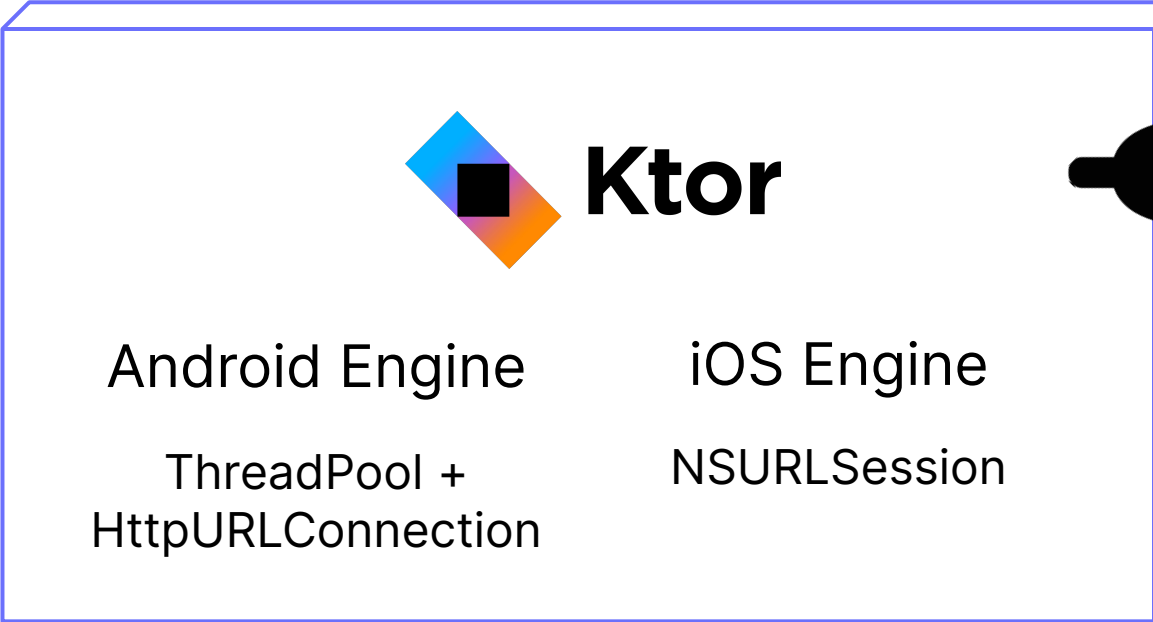 Ktor
Android Engine
iOS Engine
ThreadPool +
HttpURLConnection
NSURLSession